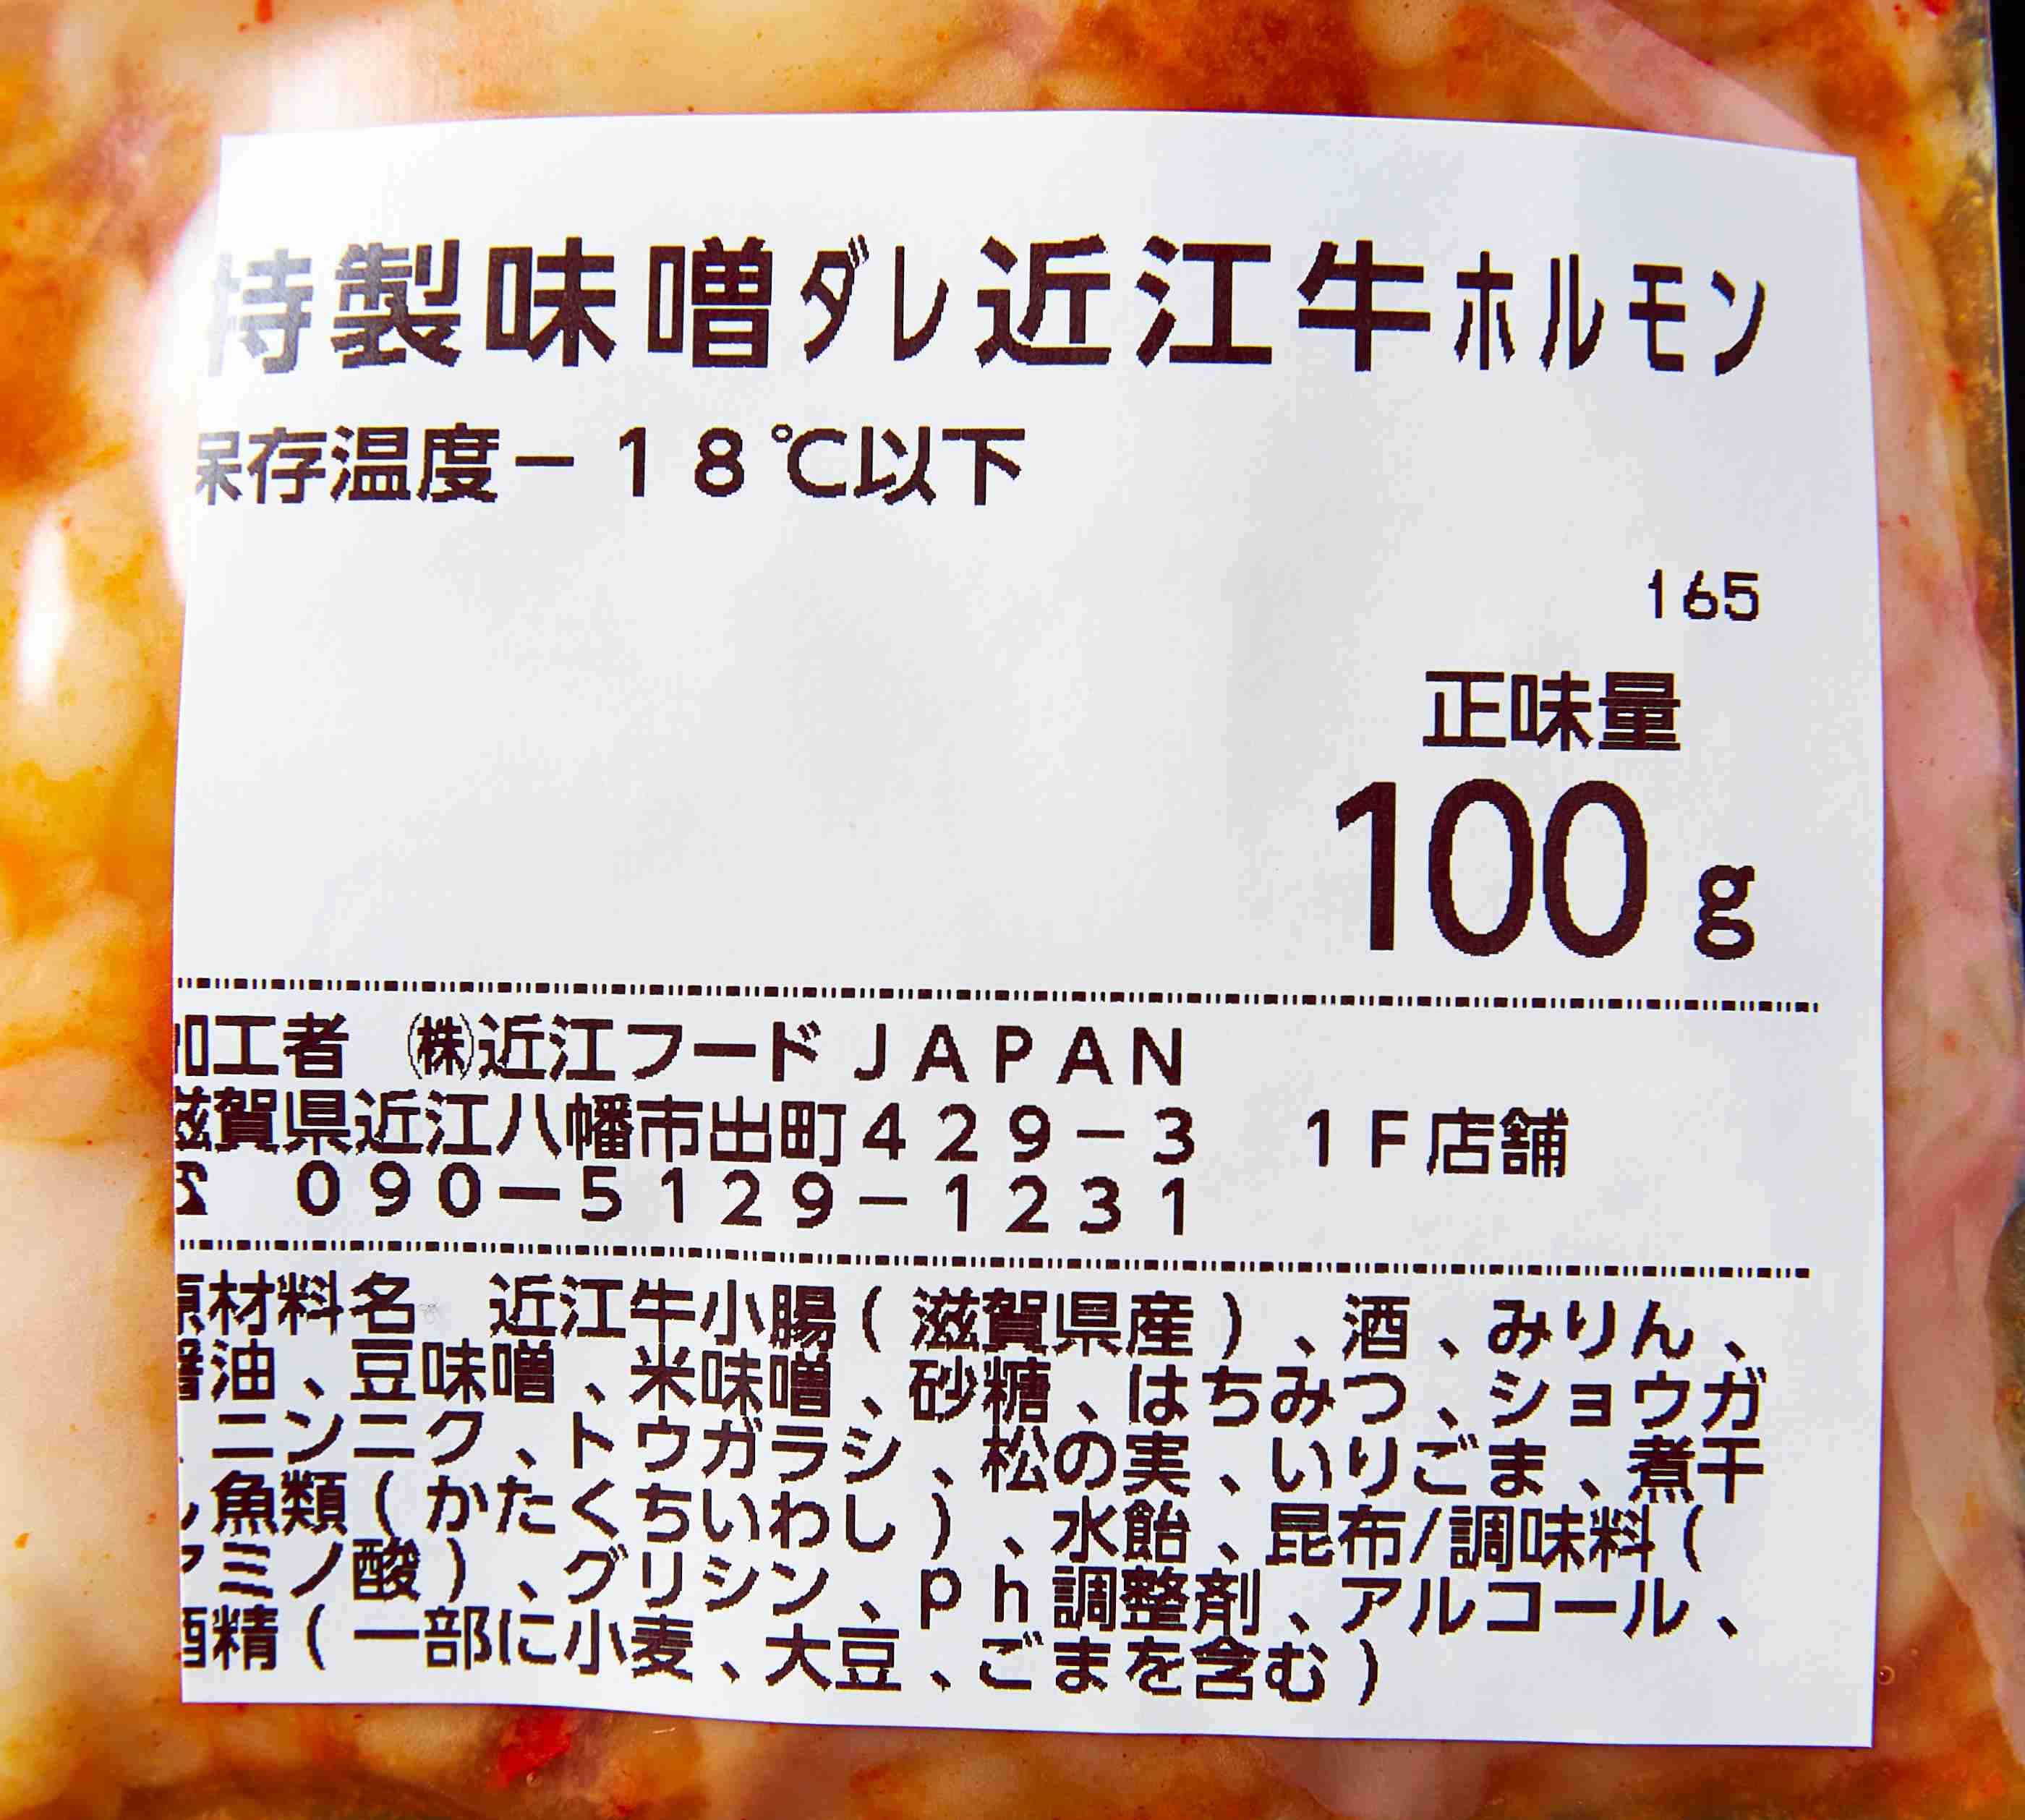 特製味噌ダレ近江牛ホルモン
保存温度－１８℃以下
165
正味量
100g
加工者　㈱近江フードＪＡＰＡＮ
滋賀県近江八幡市出町４２９－３　１Ｆ店舗
☎　０９０－５１２９－１２３１
原材料名　近江牛小腸(滋賀県産)、酒、みりん、
醤油、豆味噌、米味噌、砂糖、はちみつ、ショウガ
、ニンニク、トウガラシ、松の実、いりごま、煮干
し魚類(かたくちいわし)、水飴、昆布/調味料(
アミノ酸)、グリシン、ｐｈ調整剤、アルコール、
酒精(一部に小麦、大豆、ごまを含む)